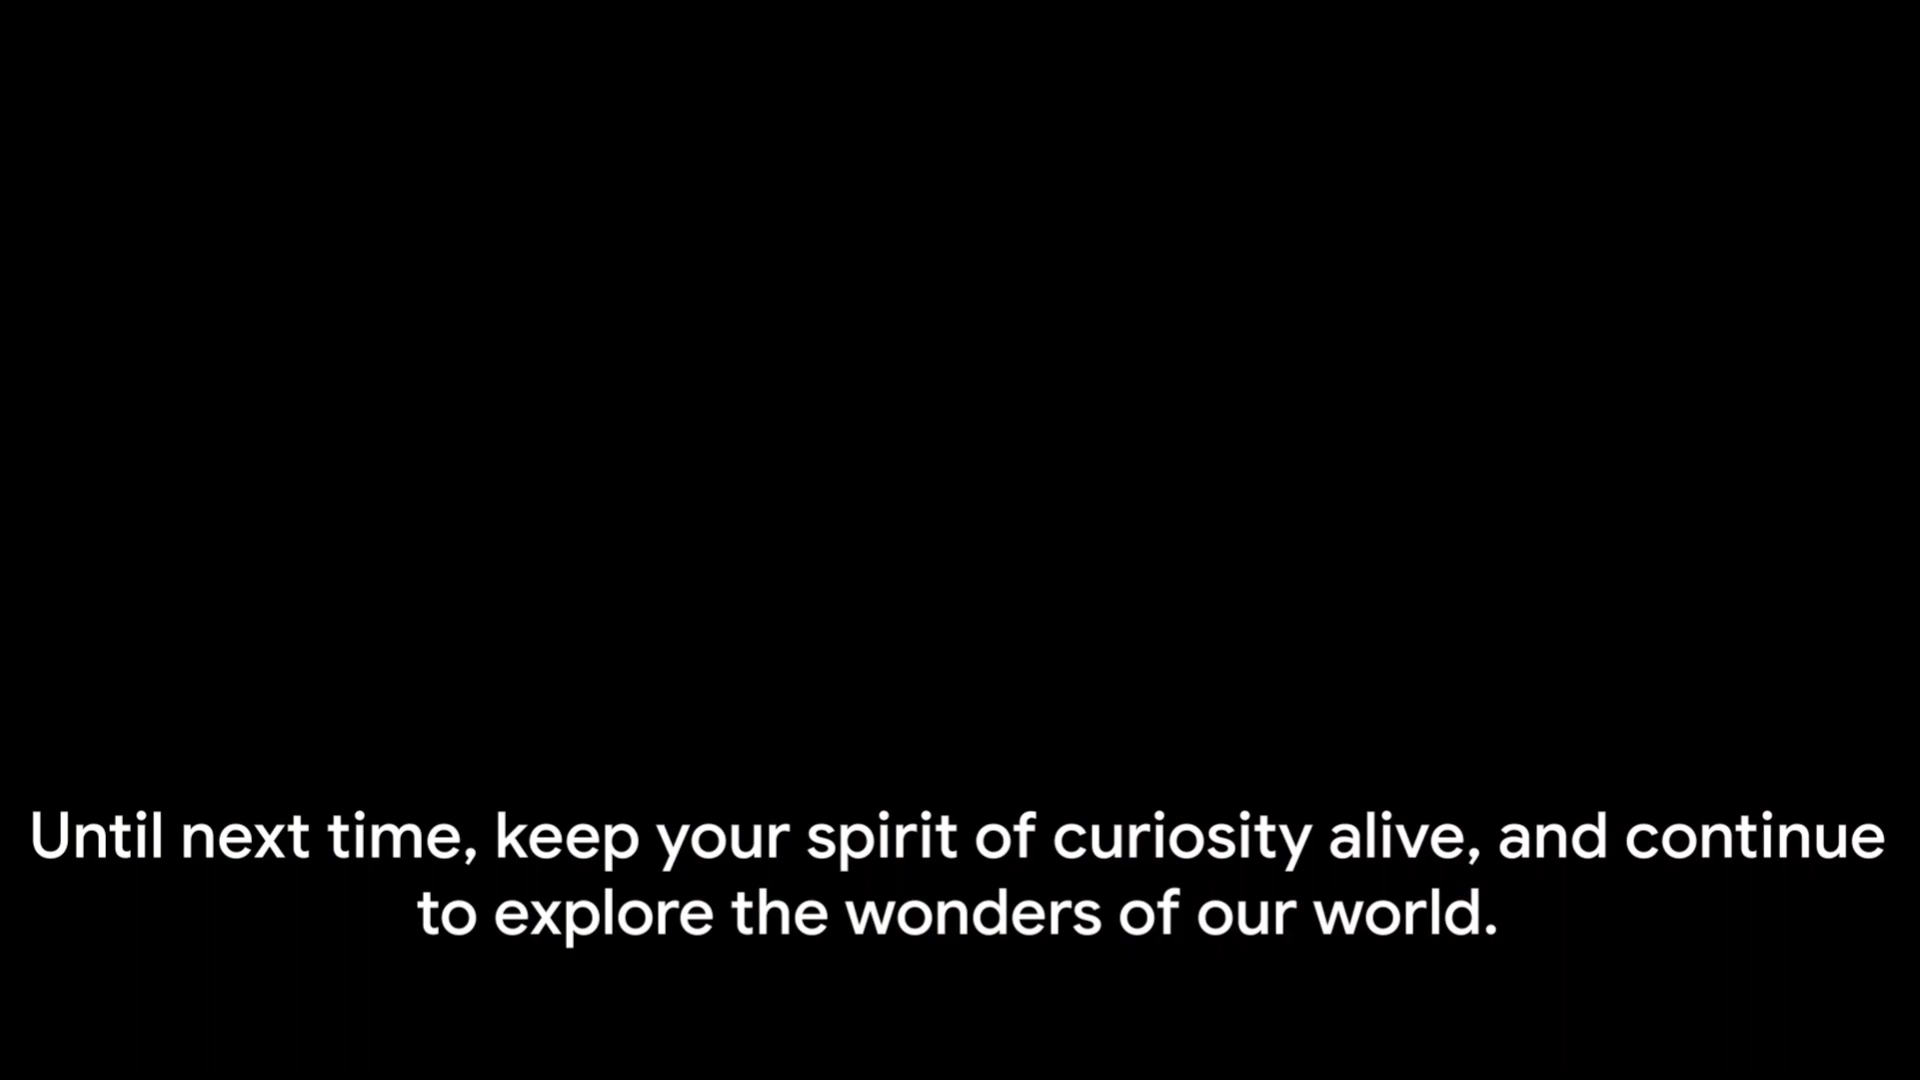 Until next time, keep your spirit of curiosity alive, and continue
to explore the wonders of our world.